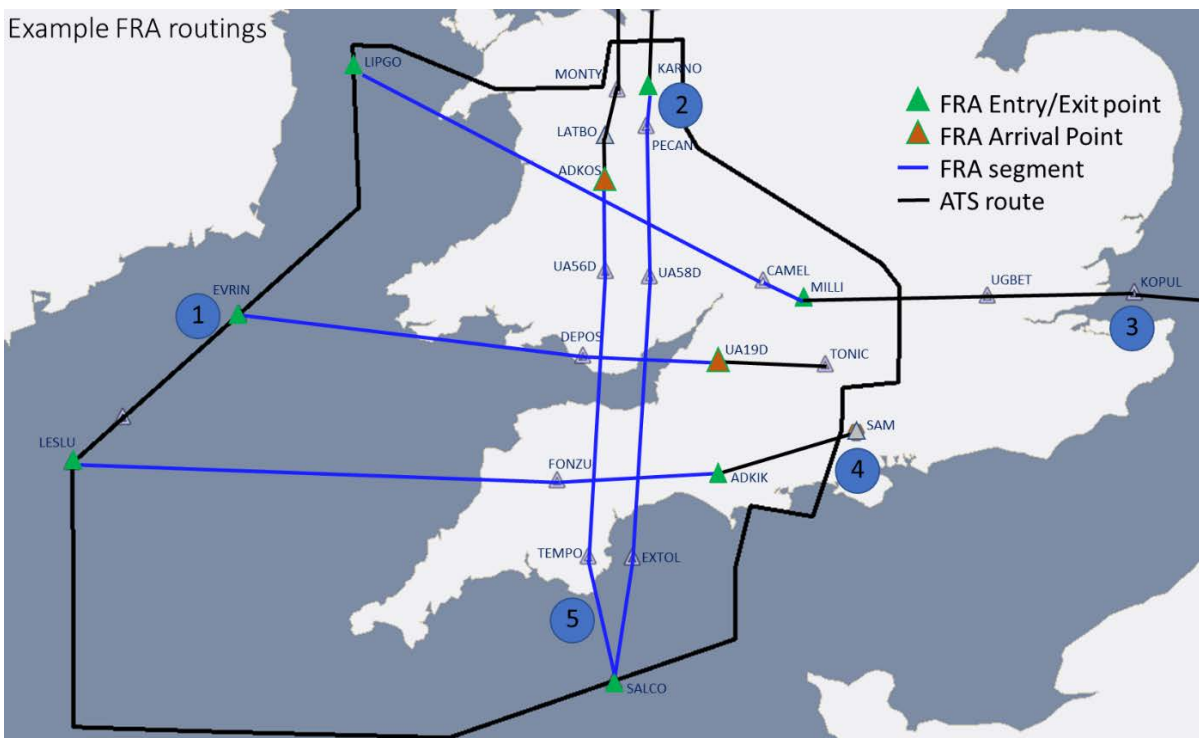 Example FRA routings
LIPGO
MONTY
KARNO
2
LATBO
PECAN
ADKOS
FRA Entry/Exit point
FRA Arrival Point
FRA segment
ATS route
UA56D
UA58D
CAMEL
MILLI
UGBET
KOPUL
EVRIN
1
3
DEPOS
UA19D
TONIC
LESLU
SAM
FONZU
ADKIK
4
TEMPO
EXTOL
5
SALCO